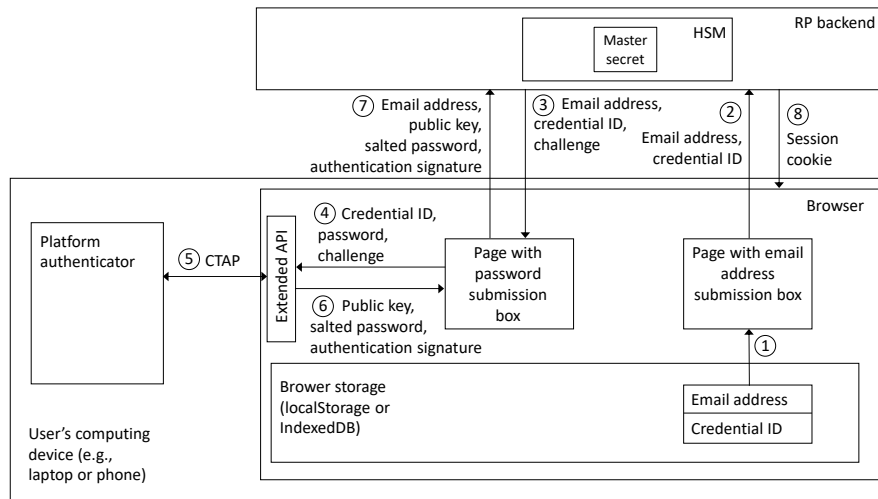 RP backend
HSM
Master
secret
7 Email address,
public key,
salted password,
authentication signature
3 Email address,
credential ID,
challenge
2
Email address,
credential ID
8
Session
cookie
Browser
Platform
authenticator
5 CTAP
Extended API
4 Credential ID,
password,
challenge
6 Public key,
salted password,
authentication signature
Page with
password
submission
box
Page with email
address
submission box
1
Brower storage
(localStorage or
IndexedDB)
Email address
Credential ID
User's computing
device (e.g.,
laptop or phone)